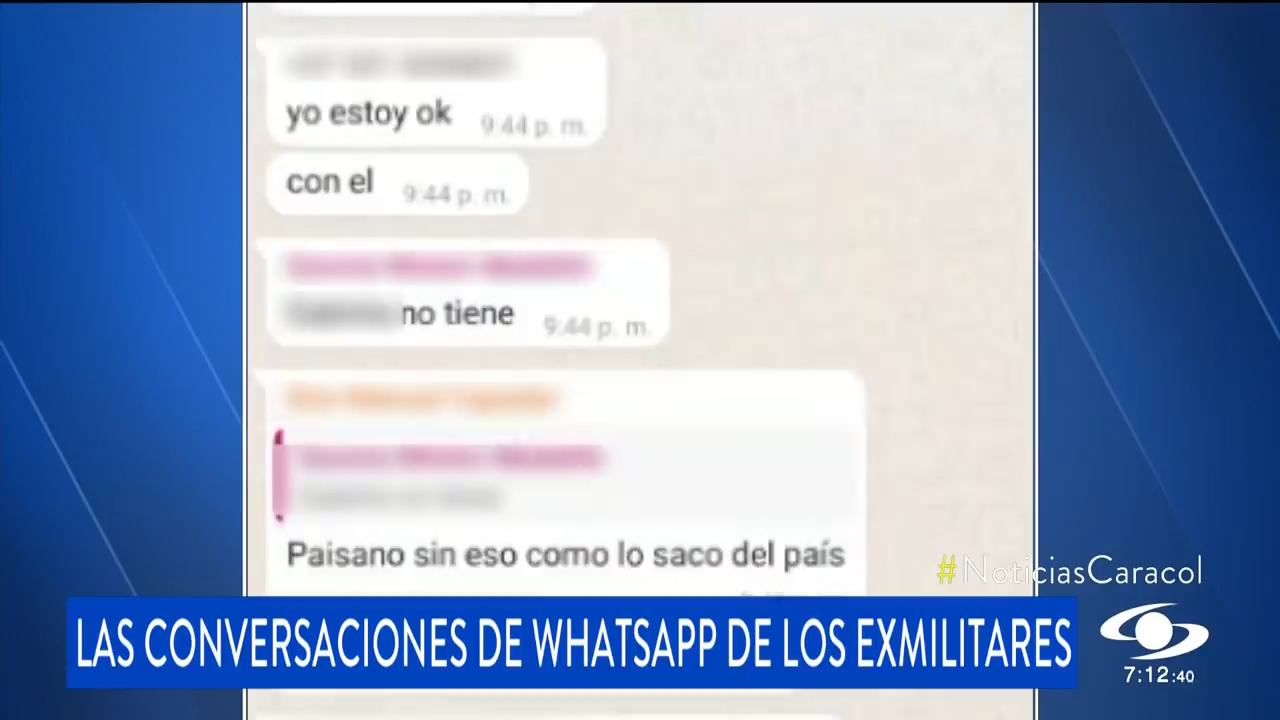 yo estoy ok 9:44 p. m.
con el 9:44 p. m.
no tiene 9:44 p. m.
Paisano sin eso como lo saco del país
#NoticiasCaracol
LAS CONVERSACIONES DE WHATSAPP DE LOS EXMILITARES
7:12:40